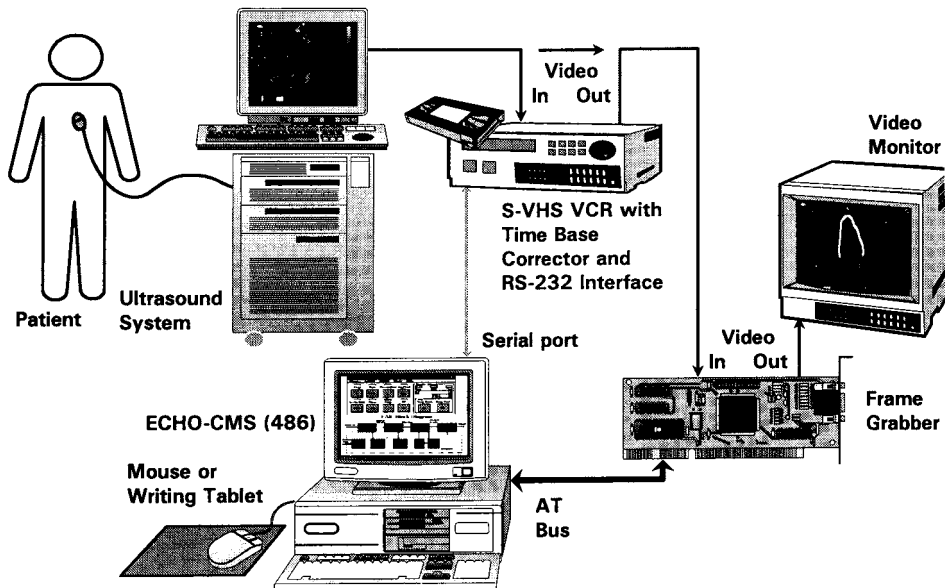 Video
In Out
Video
Monitor
S-VHS VCR with
Time Base
Corrector and
RS-232 Interface
Patient
Ultrasound
System
Serial port
Video
In Out
ECHO-CMS (486)
Frame
Grabber
Mouse or
Writing Tablet
AT
Bus